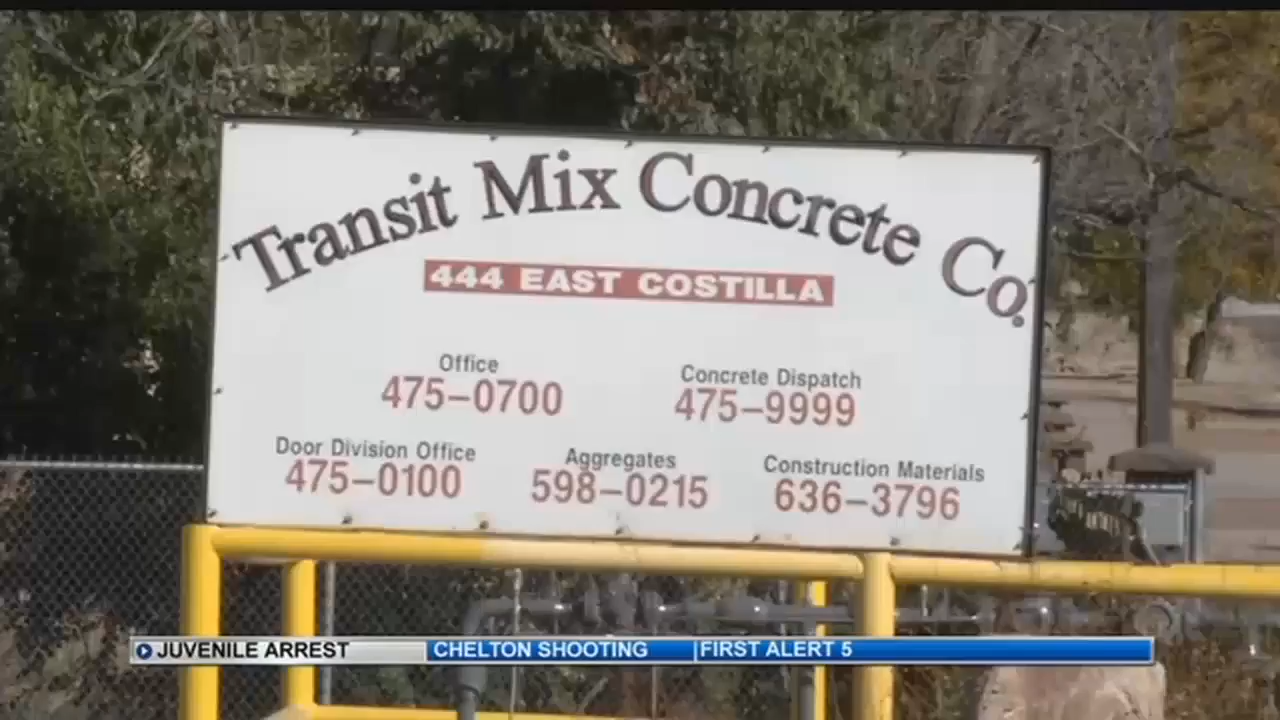 Transit Mix Concrete Co.
444 EAST COSTILLA
Office
475-0700
Concrete Dispatch
475-9999
Door Division Office
475-0100
Aggregates
598-0215
Construction Materials
636-3796
JUVENILE ARREST CHELTON SHOOTING FIRST ALERT 5